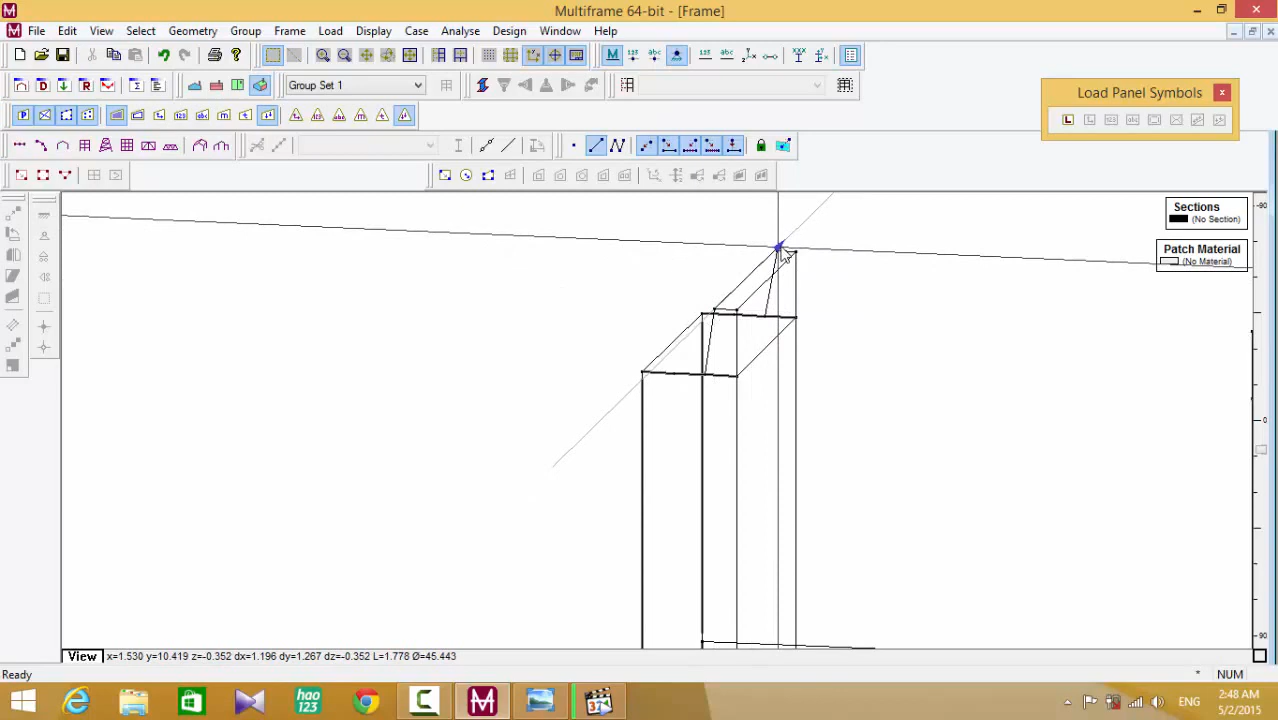 Multiframe 64-bit - [Frame]
File Edit View Select Geometry Group Frame Load Display Case Analyse Design Window Help
Group Set 1
Load Panel Symbols
Sections
(No Section)
Patch Material
(No Material)
-90
0
-90
View x=1.530 y=10.419 z=-0.352 dx=1.196 dy=1.267 dz=-0.352 L=1.778 Ø=45.443
Ready NUM
hao
123
ENG
2:48 AM
5/2/2015